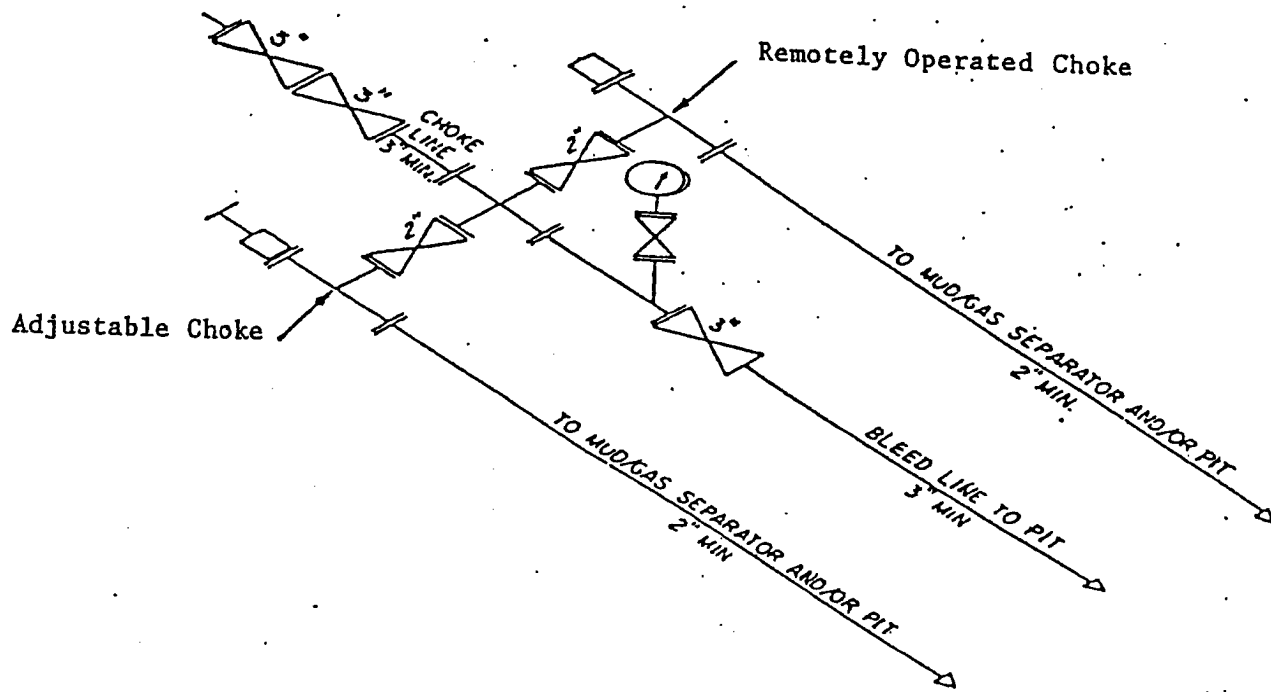 3"
3"
CHOKE
LINE
3" MIN.
Remotely Operated Choke
2"
2"
Adjustable Choke
3"
TO MUD/GAS SEPARATOR AND/OR PIT
2" MIN.
BLEED LINE TO PIT
3" MIN
TO MUD/GAS SEPARATOR AND/OR PIT
2" MIN